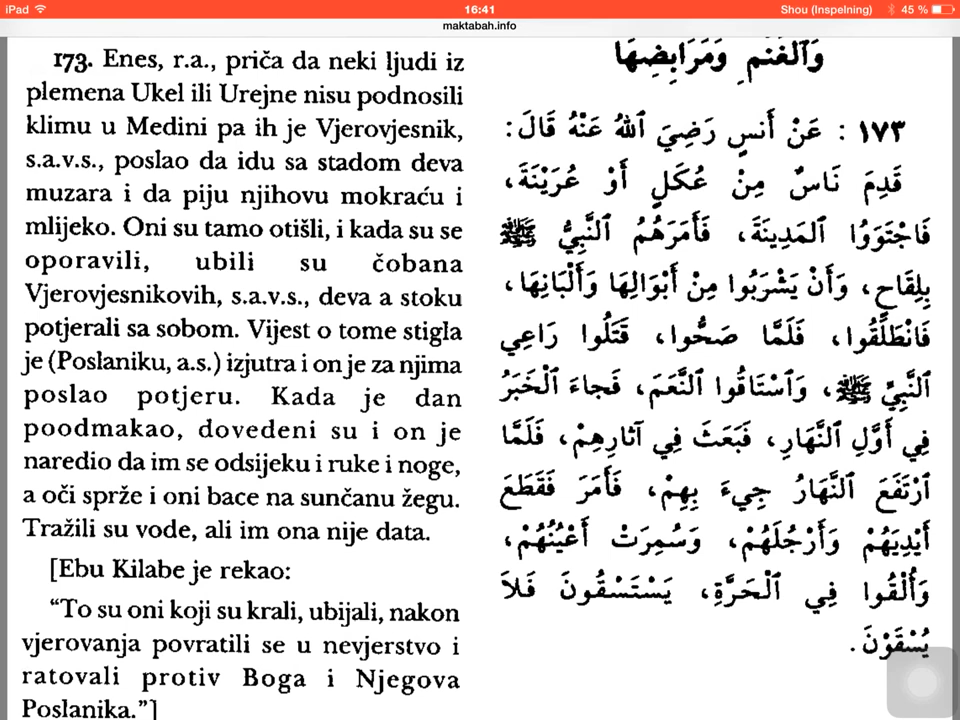 iPad 16:41 Shou (Inspelning) 45 %
maktabah.info
173. Enes, r.a., priča da neki ljudi iz
plemena Ukel ili Urejne nisu podnosili
klimu u Medini pa ih je Vjerovjesnik,
s.a.v.s., poslao da idu sa stadom deva
muzara i da piju njihovu mokraću i
mlijeko. Oni su tamo otišli, i kada su se
oporavili, ubili su čobana
Vjerovjesnikovih, s.a.v.s., deva a stoku
potjerali sa sobom. Vijest o tome stigla
je (Poslaniku, a.s.) izjutra i on je za njima
poslao potjeru. Kada je dan
poodmakao, dovedeni su i on je
naredio da im se odsijeku i ruke i noge,
a oči sprže i oni bace na sunčanu žegu.
Tražili su vode, ali im ona nije data.
[Ebu Kilabe je rekao:
“To su oni koji su krali, ubijali, nakon
vjerovanja povratili se u nevjerstvo i
ratovali protiv Boga i Njegova
Poslanika.”]
وَٱلْغَنَمِ وَمَرَابِضِهَا
١٧٣ : عَنْ أَنَسٍ رَضِيَ ٱللهُ عَنْهُ قَالَ :
قَدِمَ نَاسٌ مِنْ عُكَلٍ أَوْ عُرَيْنَةَ ،
فَاجْتَوَوُا ٱلمَدِينَةَ ، فَأَمَرَهُمُ ٱلنَّبِيُّ ﷺ
بِلِقَاحٍ ، وَأَنْ يَشْرَبُوا مِنْ أَبْوَالِهَا وَأَلْبَانِهَا ،
فَانْطَلَقُوا ، فَلَمَّا صَحُّوا ، قَتَلُوا رَاعِي
ٱلنَّبِيِّ ﷺ ، وَٱسْتَاقُوا ٱلنَّعَمَ ، فَجَاءَ ٱلْخَبَرُ
فِي أَوَّلِ ٱلنَّهَارِ ، فَبَعَثَ فِي آثارِهِمْ ، فَلَمَّا
ٱرْتَفَعَ ٱلنَّهَارُ جِيءَ بِهِمْ ، فَأَمَرَ فَقَطَعَ
أَيْدِيَهُمْ وَأَرْجُلَهُمْ ، وَسُمِرَتْ أَعْيُنُهُمْ ،
وَأُلْقُوا فِي ٱلْحَرَّةِ ، يَسْتَسْقُونَ فَلاَ
يُسْقَوْنَ .